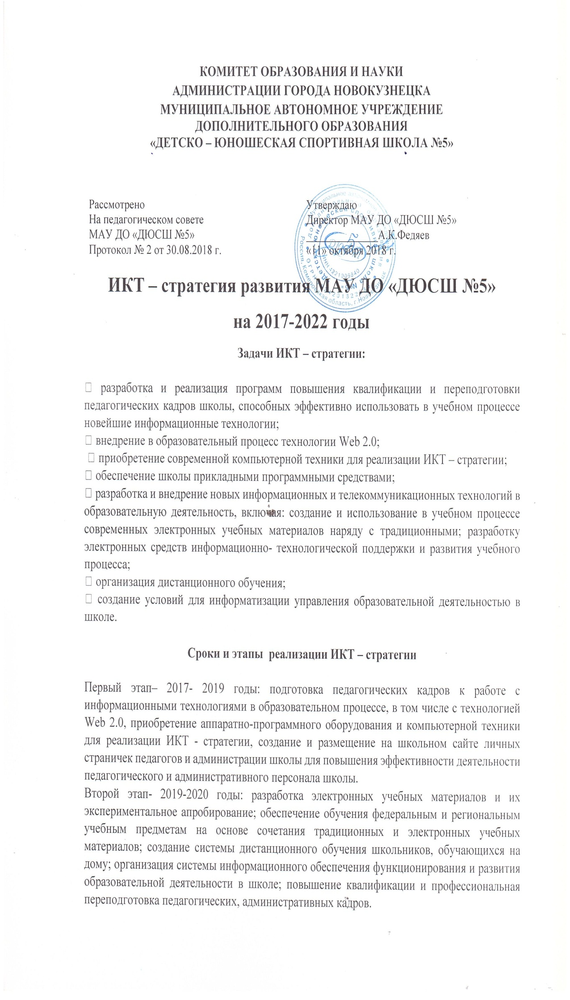 КОМИТЕТ ОБРАЗОВАНИЯ И НАУКИ
АДМИНИСТРАЦИИ ГОРОДА НОВОКУЗНЕЦКА
МУНИЦИПАЛЬНОЕ АВТОНОМНОЕ УЧРЕЖДЕНИЕ
ДОПОЛНИТЕЛЬНОГО ОБРАЗОВАНИЯ
«ДЕТСКО – ЮНОШЕСКАЯ СПОРТИВНАЯ ШКОЛА №5»
Рассмотрено
На педагогическом совете
МАУ ДО «ДЮСШ №5»
Протокол № 2 от 30.08.2018 г.
Утверждаю
Директор МАУ ДО «ДЮСШ №5»
____________А.К.Федяев
«11» октября 2018 г.
Россия, Кемеровская область, г.Новокузнецк
ИНН 4221006840
ИКТ – стратегия развития МАУ ДО «ДЮСШ №5»
на 2017-2022 годы
Задачи ИКТ – стратегии:
 разработка и реализация программ повышения квалификации и переподготовки
педагогических кадров школы, способных эффективно использовать в учебном процессе
новейшие информационные технологии;
 внедрение в образовательный процесс технологии Web 2.0;
 приобретение современной компьютерной техники для реализации ИКТ – стратегии;
 обеспечение школы прикладными программными средствами;
 разработка и внедрение новых информационных и телекоммуникационных технологий в
образовательную деятельность, включая: создание и использование в учебном процессе
современных электронных учебных материалов наряду с традиционными; разработку
электронных средств информационно- технологической поддержки и развития учебного
процесса;
 организация дистанционного обучения;
 создание условий для информатизации управления образовательной деятельностью в
школе.
Сроки и этапы реализации ИКТ – стратегии
Первый этап– 2017- 2019 годы: подготовка педагогических кадров к работе с
информационными технологиями в образовательном процессе, в том числе с технологией
Web 2.0, приобретение аппаратно-программного оборудования и компьютерной техники
для реализации ИКТ - стратегии, создание и размещение на школьном сайте личных
страничек педагогов и администрации школы для повышения эффективности деятельности
педагогического и административного персонала школы.
Второй этап- 2019-2020 годы: разработка электронных учебных материалов и их
экспериментальное апробирование; обеспечение обучения федеральным и региональным
учебным предметам на основе сочетания традиционных и электронных учебных
материалов; создание системы дистанционного обучения школьников, обучающихся на
дому; организация системы информационного обеспечения функционирования и развития
образовательной деятельности в школе; повышение квалификации и профессиональная
переподготовка педагогических, административных кадров.